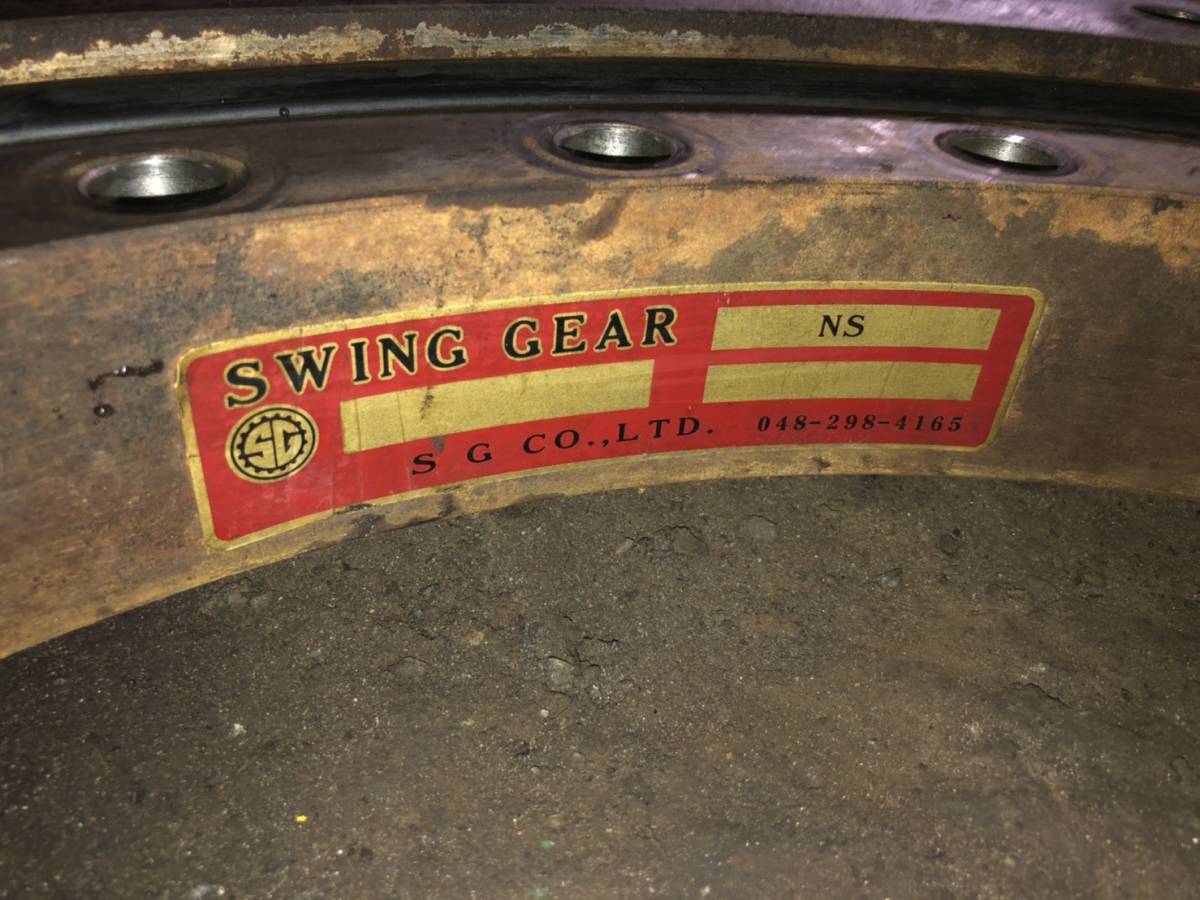 SWING GEAR
NS
SG
S G CO.,LTD. 048-298-4165